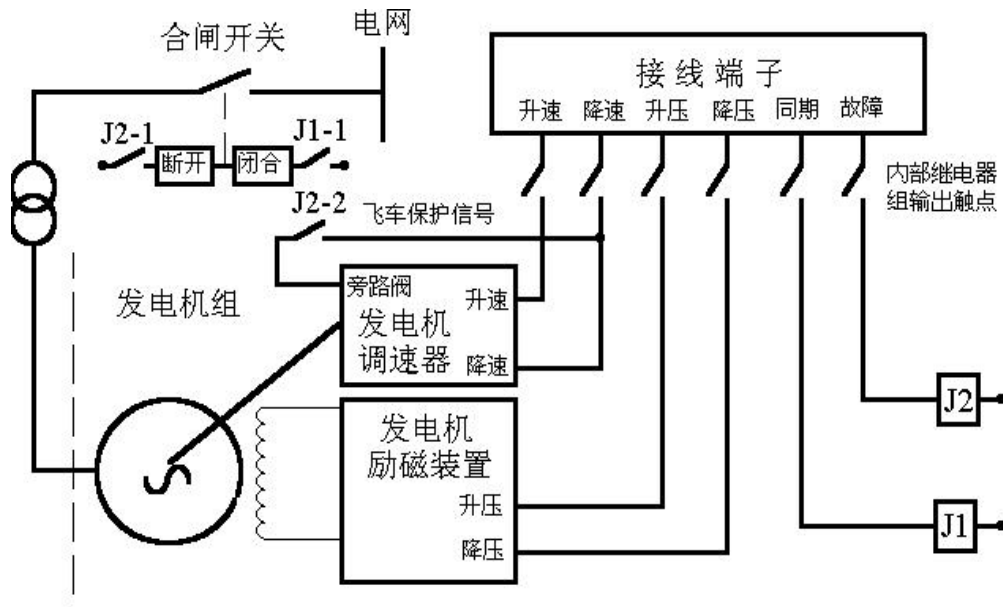 合闸开关
电网
接线端子
升速 降速 升压 降压 同期 故障
J2-1
J1-1
断开
闭合
内部继电器
组输出触点
J2-2
飞车保护信号
发电机组
旁路阀
升速
发电机
调速器
降速
J2
发电机
励磁装置
升压
降压
J1